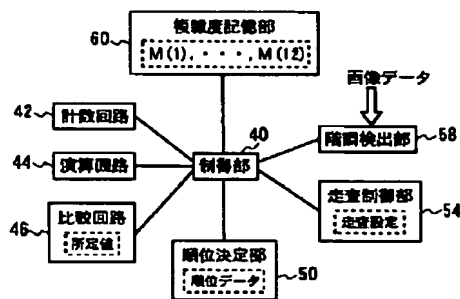 複雑度記憶部
60
M(1),・・・,M(12)
画像データ
42
計数回路
40
階調検出部
58
44
演算回路
制御部
走査制御部
54
走査設定
比較回路
46
所定値
順位決定部
順位データ
50